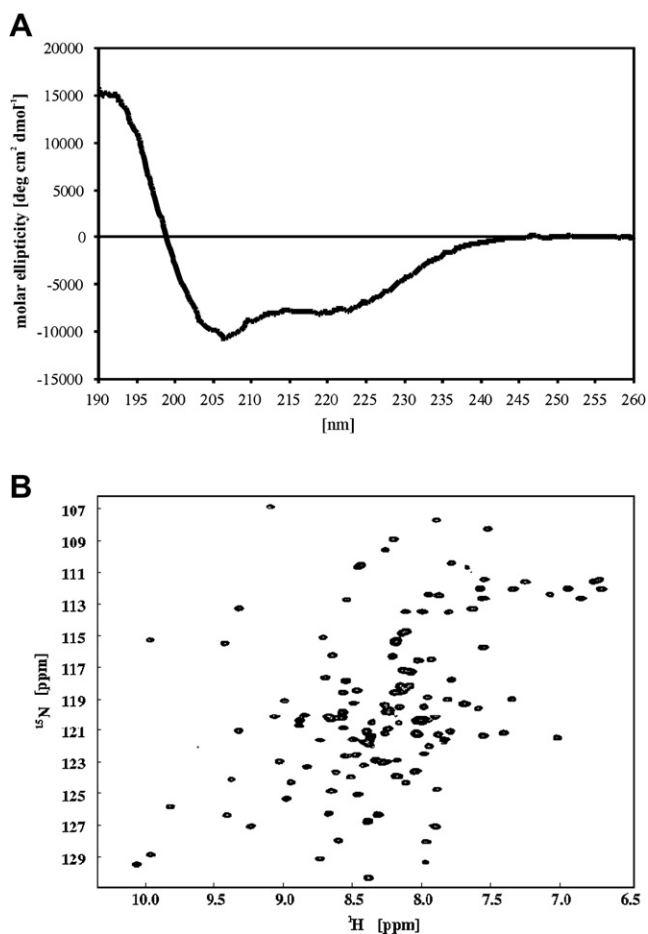 A
20000
15000
10000
5000
0
-5000
-10000
-15000
molar ellipticity [deg cm² dmol⁻¹]
190 195 200 205 210 215 220 225 230 235 240 245 250 255 260
[nm]
B
107
109
111
113
115
117
119
121
123
125
127
129
¹⁵N [ppm]
10.0 9.5 9.0 8.5 8.0 7.5 7.0 6.5
¹H [ppm]